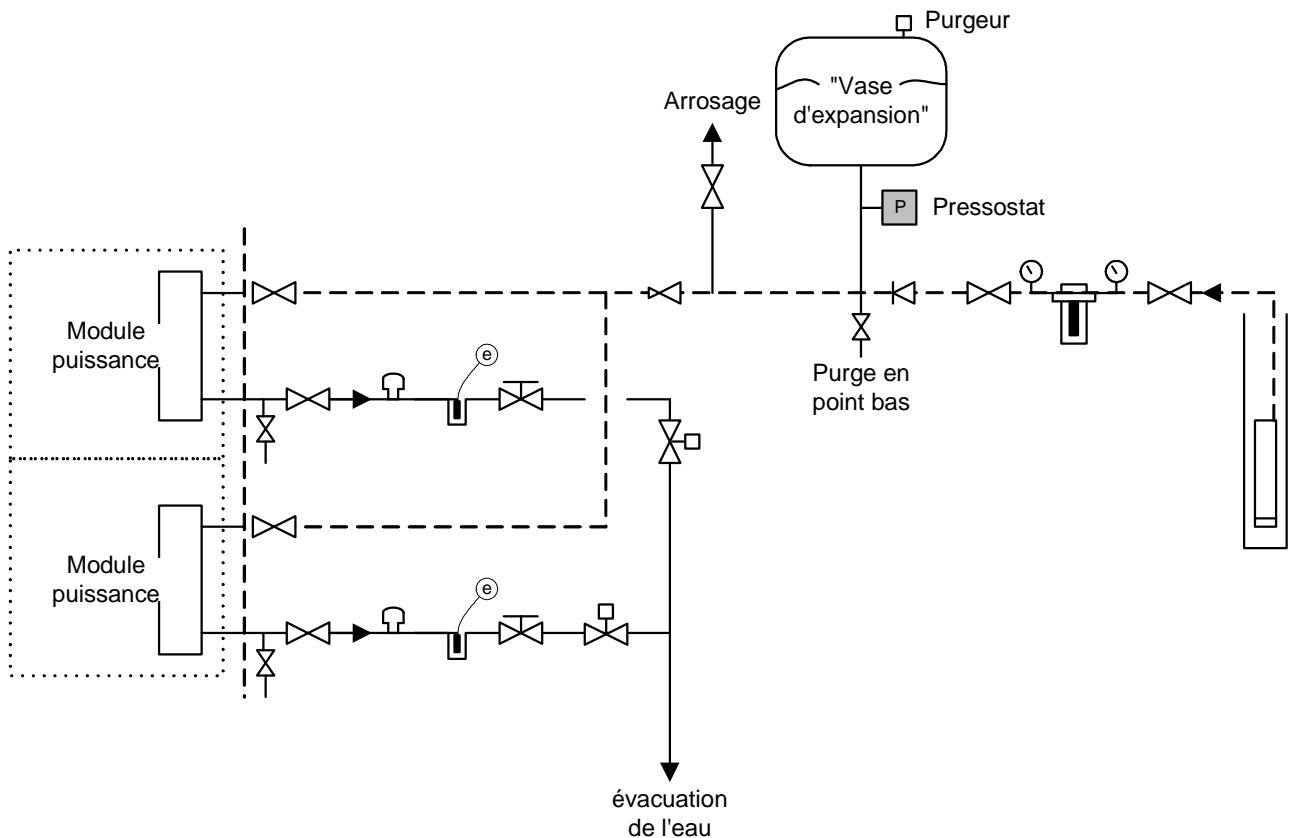 Purgeur
"Vase
d'expansion"
Arrosage
P
Pressostat
Module
puissance
e
Purge en
point bas
Module
puissance
e
évacuation
de l'eau